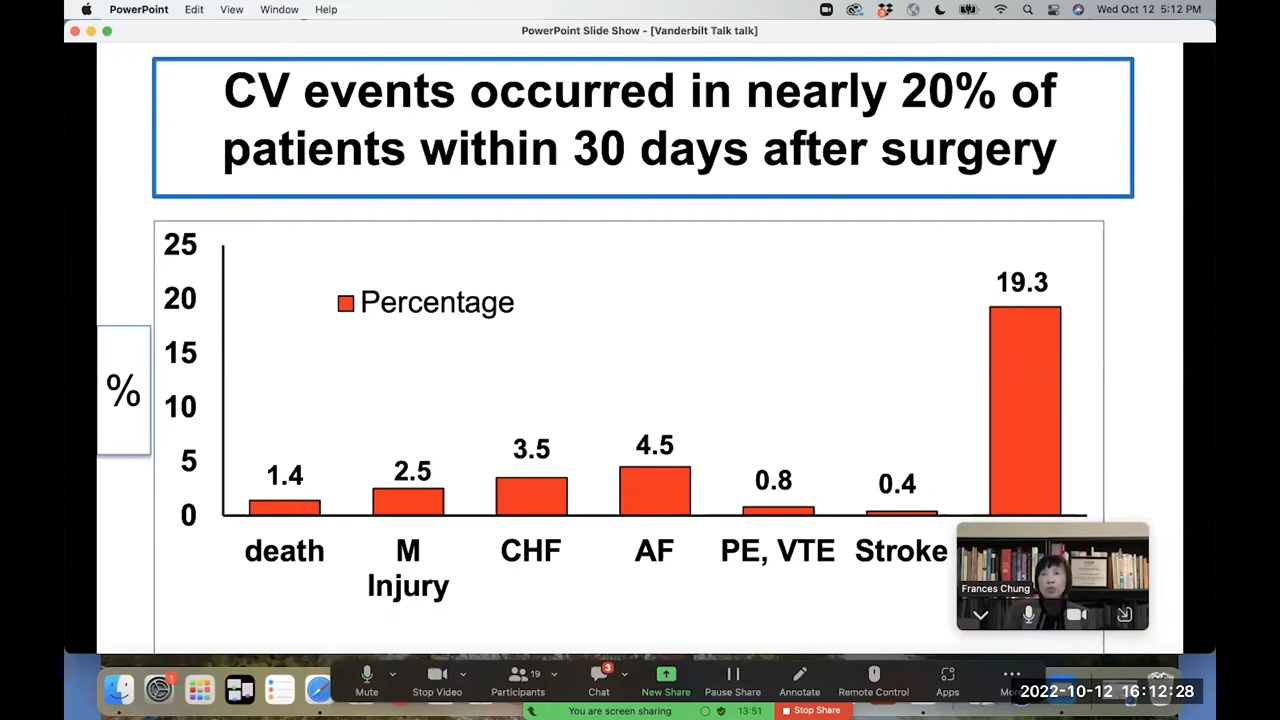 PowerPoint Edit View Window Help Wed Oct 12 5:12 PM
PowerPoint Slide Show - [Vanderbilt Talk talk]
CV events occurred in nearly 20% of
patients within 30 days after surgery
25
20
15
10
5
0
%
Percentage
1.4
2.5
3.5
4.5
0.8
0.4
19.3
death
M
Injury
CHF
AF
PE, VTE
Stroke
Frances Chung
1
19
3
Mute
Stop Video
Participants
Chat
New Share
Pause Share
Annotate
Remote Control
Apps
2022-10-12 16:12:28
You are screen sharing
13:51
Stop Share